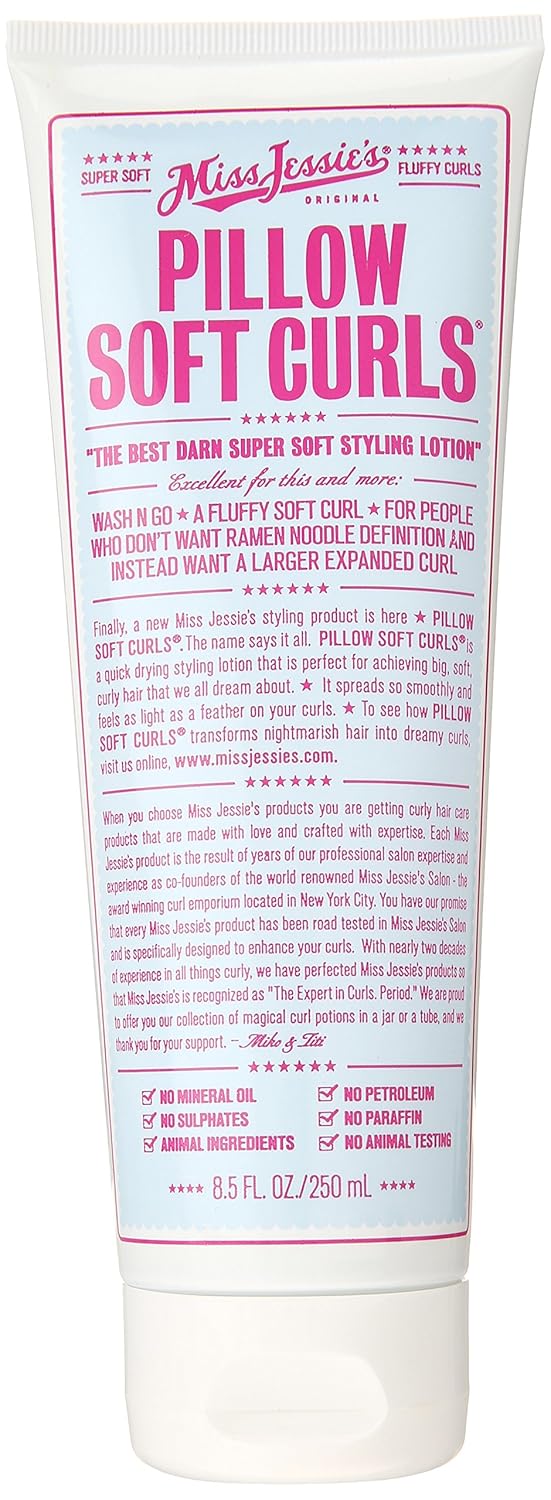 ★★★★★ Miss Jessie's® ★★★★★
SUPER SOFT FLUFFY CURLS
ORIGINAL
PILLOW
SOFT CURLS®
★★★★★★
"THE BEST DARN SUPER SOFT STYLING LOTION"
Excellent for this and more:
WASH N GO ★ A FLUFFY SOFT CURL ★ FOR PEOPLE
WHO DON'T WANT RAMEN NOODLE DEFINITION AND
INSTEAD WANT A LARGER EXPANDED CURL
★★★★★★
Finally, a new Miss Jessie's styling product is here ★ PILLOW
SOFT CURLS®. The name says it all. PILLOW SOFT CURLS® is
a quick drying styling lotion that is perfect for achieving big, soft,
curly hair that we all dream about. ★ It spreads so smoothly and
feels as light as a feather on your curls. ★ To see how PILLOW
SOFT CURLS® transforms nightmarish hair into dreamy curls,
visit us online, www.missjessies.com.
★★★★★★
When you choose Miss Jessie's products you are getting curly hair care
products that are made with love and crafted with expertise. Each Miss
Jessie's product is the result of years of our professional salon expertise and
experience as co-founders of the world renowned Miss Jessie's Salon - the
award winning curl emporium located in New York City. You have our promise
that every Miss Jessie's product has been road tested in Miss Jessie's Salon
and is specifically designed to enhance your curls. With nearly two decades
of experience in all things curly, we have perfected Miss Jessie's products so
that Miss Jessie's is recognized as "The Expert in Curls. Period." We are proud
to offer you our collection of magical curl potions in a jar or a tube, and we
thank you for your support. - Miko & Titi
★★★★★★
NO MINERAL OIL NO PETROLEUM
NO SULPHATES NO PARAFFIN
ANIMAL INGREDIENTS NO ANIMAL TESTING
★★★★ 8.5 FL. OZ./250 mL ★★★★